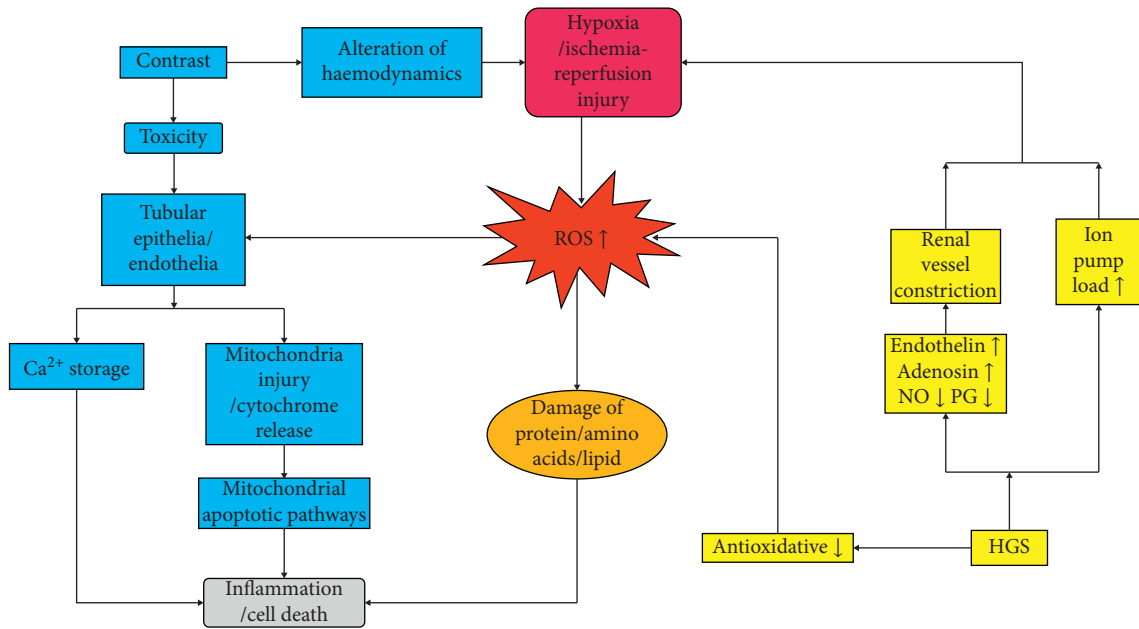 Contrast
Alteration of
haemodynamics
Hypoxia
/ischemia-
reperfusion
injury
Toxicity
Tubular
epithelia/
endothelia
ROS ↑
Renal
vessel
constriction
Ion
pump
load ↑
Ca²⁺ storage
Mitochondria
injury
/cytochrome
release
Endothelin ↑
Adenosin ↑
NO ↓ PG ↓
Damage of
protein/amino
acids/lipid
Mitochondrial
apoptotic pathways
Antioxidative ↓
HGS
Inflammation
/cell death